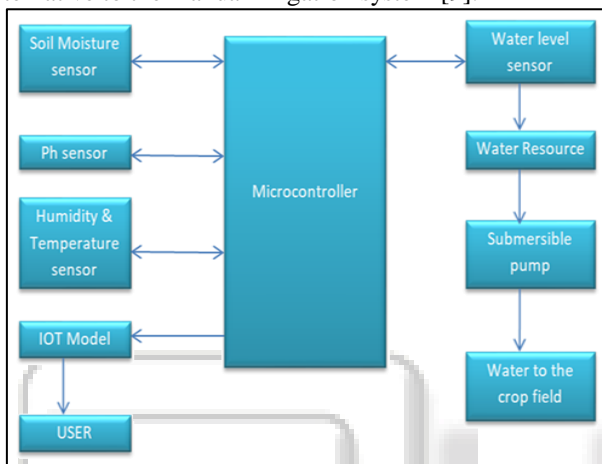 Soil Moisture
sensor
Ph sensor
Humidity &
Temperature
sensor
IOT Model
USER
Microcontroller
Water level
sensor
Water Resource
Submersible
pump
Water to the
crop field